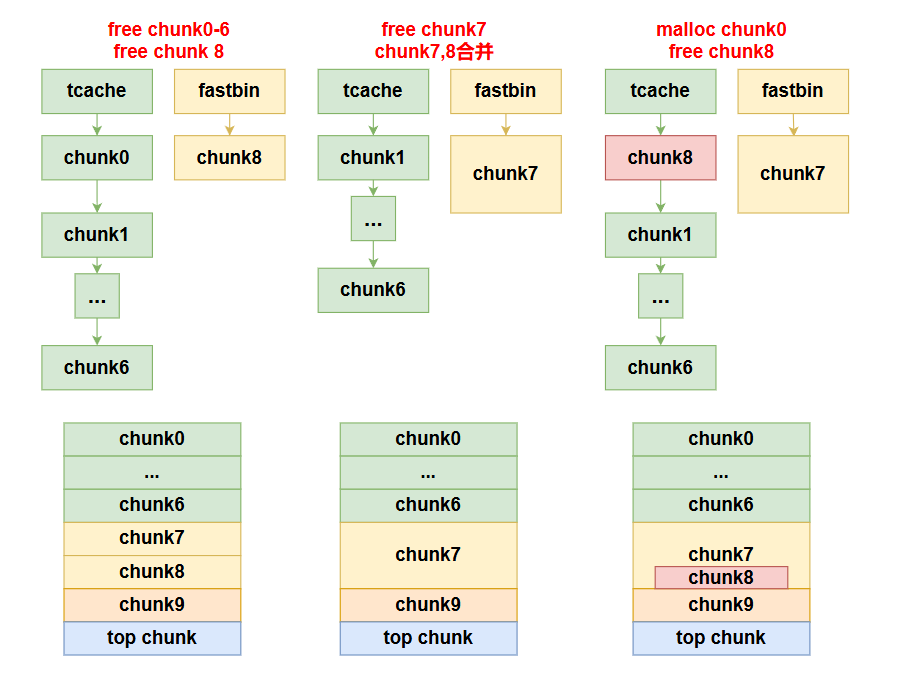 free chunk0-6
free chunk 8
tcache
fastbin
chunk0
chunk8
chunk1
...
chunk6
chunk0
...
chunk6
chunk7
chunk8
chunk9
top chunk
free chunk7
chunk7,8合并
tcache
fastbin
chunk1
chunk7
...
chunk6
chunk0
...
chunk6
chunk7
chunk9
top chunk
malloc chunk0
free chunk8
tcache
fastbin
chunk8
chunk7
chunk1
...
chunk6
chunk0
...
chunk6
chunk7
chunk8
chunk9
top chunk